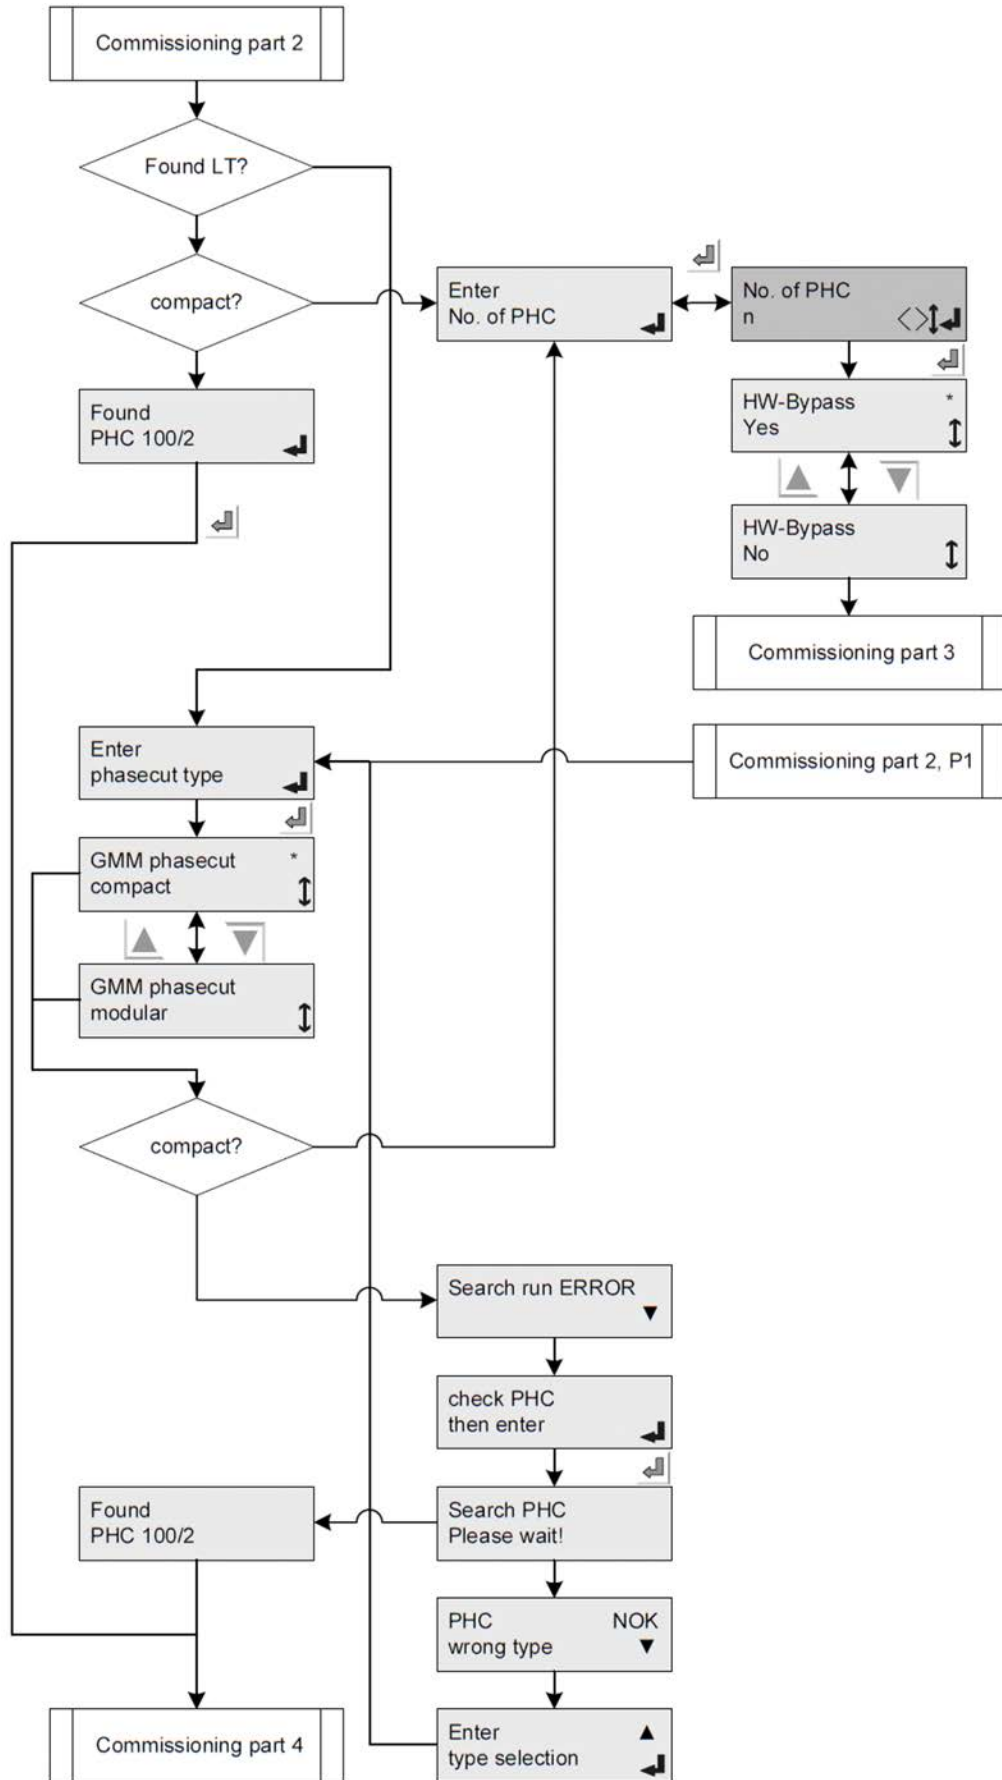 Commissioning part 2
Found LT?
compact?
Found
PHC 100/2
Enter
No. of PHC
No. of PHC
n <>
HW-Bypass *
Yes
HW-Bypass
No
Commissioning part 3
Commissioning part 2, P1
Enter
phasecut type
GMM phasecut *
compact
GMM phasecut
modular
compact?
Search run ERROR
check PHC
then enter
Search PHC
Please wait!
Found
PHC 100/2
PHC NOK
wrong type
Enter
type selection
Commissioning part 4